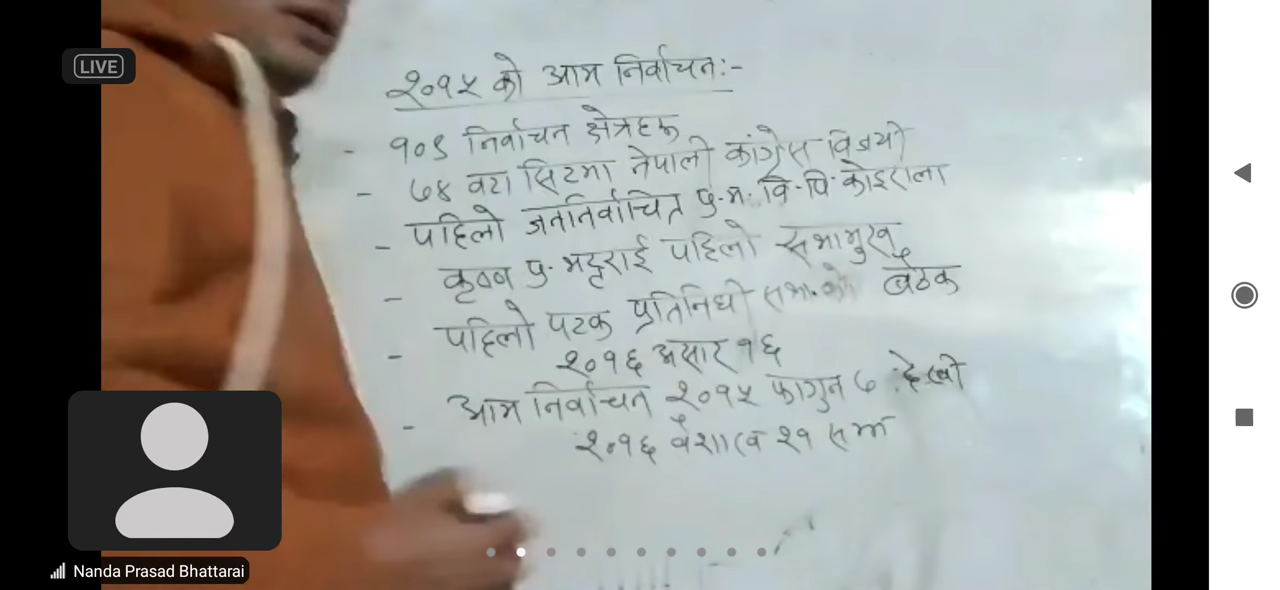 LIVE
२०१५ को आम निर्वाचन:-
- १०९ निर्वाचन क्षेत्रहरू
- ७४ वटा सिटमा नेपाली कांग्रेस विजयी
- पहिलो जननिर्वाचित प्र.म. वि.पि. कोइराला
- कृष्ण प्र. भट्टराई पहिलो सभामुख
- पहिलो पटक प्रतिनिधी सभाको बैठक
२०१६ असार १६
- आम निर्वाचन २०१५ फागुन ७ देखी
२०१६ वैशाख २१ सम्म
Nanda Prasad Bhattarai